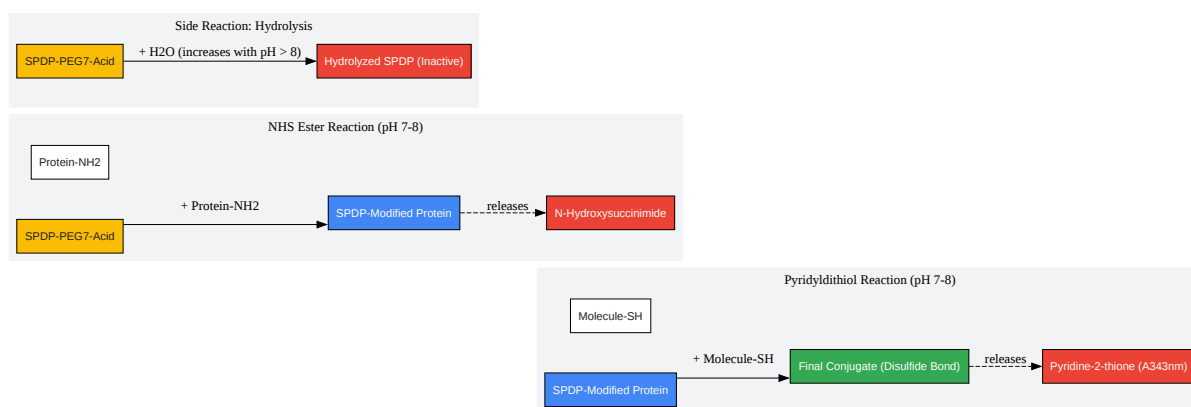 Side Reaction: Hydrolysis
SPDP-PEG7-Acid
+ H2O (increases with pH > 8)
Hydrolyzed SPDP (Inactive)
NHS Ester Reaction (pH 7-8)
Protein-NH2
SPDP-PEG7-Acid
+ Protein-NH2
SPDP-Modified Protein
releases
N-Hydroxysuccinimide
Pyridyldithiol Reaction (pH 7-8)
Molecule-SH
SPDP-Modified Protein
+ Molecule-SH
Final Conjugate (Disulfide Bond)
releases
Pyridine-2-thione (A343nm)